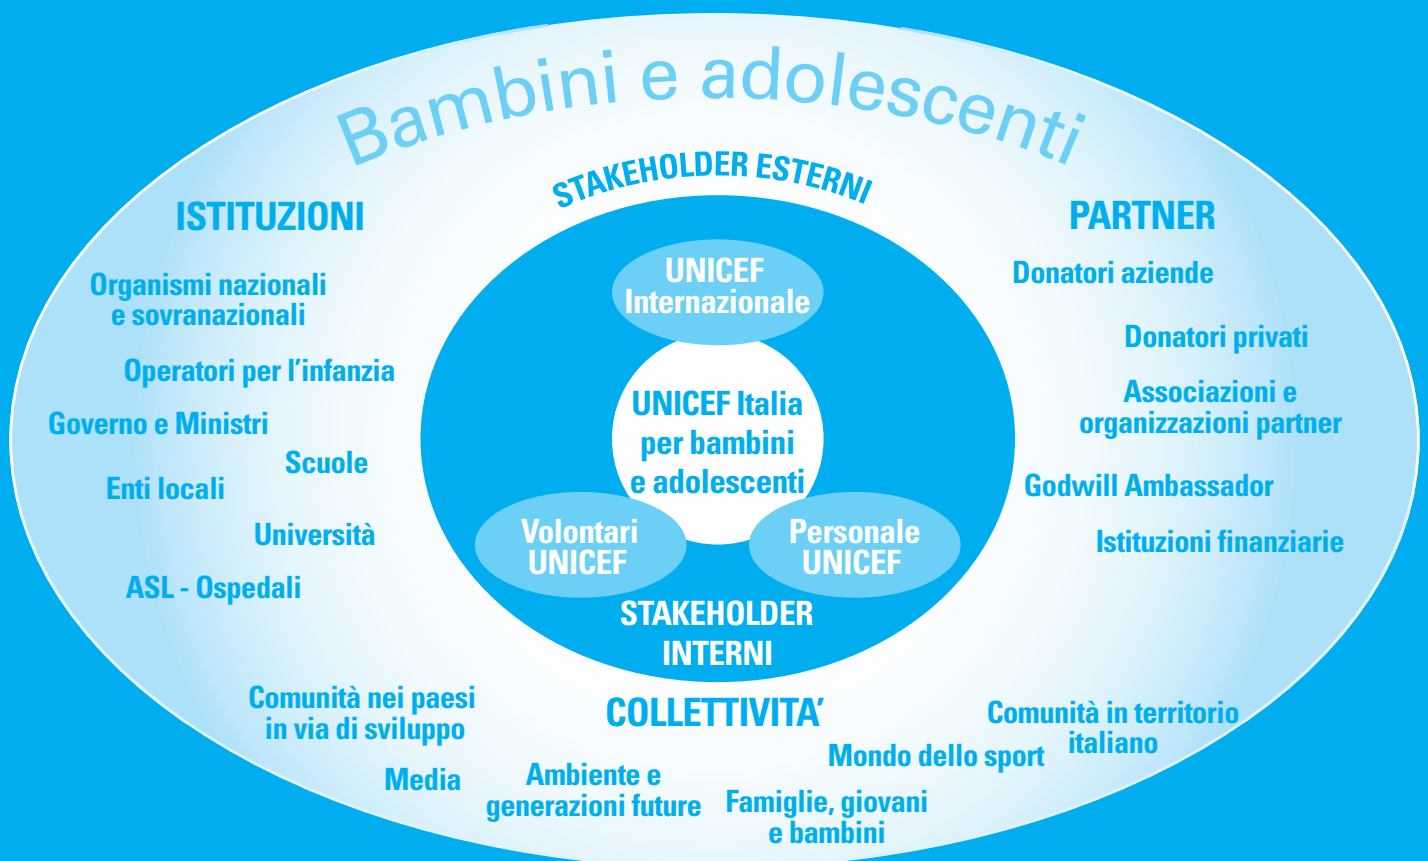 Bambini e adolescenti
STAKEHOLDER ESTERNI
ISTITUZIONI
Organismi nazionali
e sovranazionali
Operatori per l'infanzia
Governo e Ministri
Scuole
Enti locali
Università
ASL - Ospedali
UNICEF
Internazionale
UNICEF Italia
per bambini
e adolescenti
Volontari
UNICEF
Personale
UNICEF
STAKEHOLDER
INTERNI
PARTNER
Donatori aziende
Donatori privati
Associazioni e
organizzazioni partner
Godwill Ambassador
Istituzioni finanziarie
COLLETTIVITA'
Comunità nei paesi
in via di sviluppo
Media
Ambiente e
generazioni future
Famiglie, giovani
e bambini
Mondo dello sport
Comunità in territorio
italiano